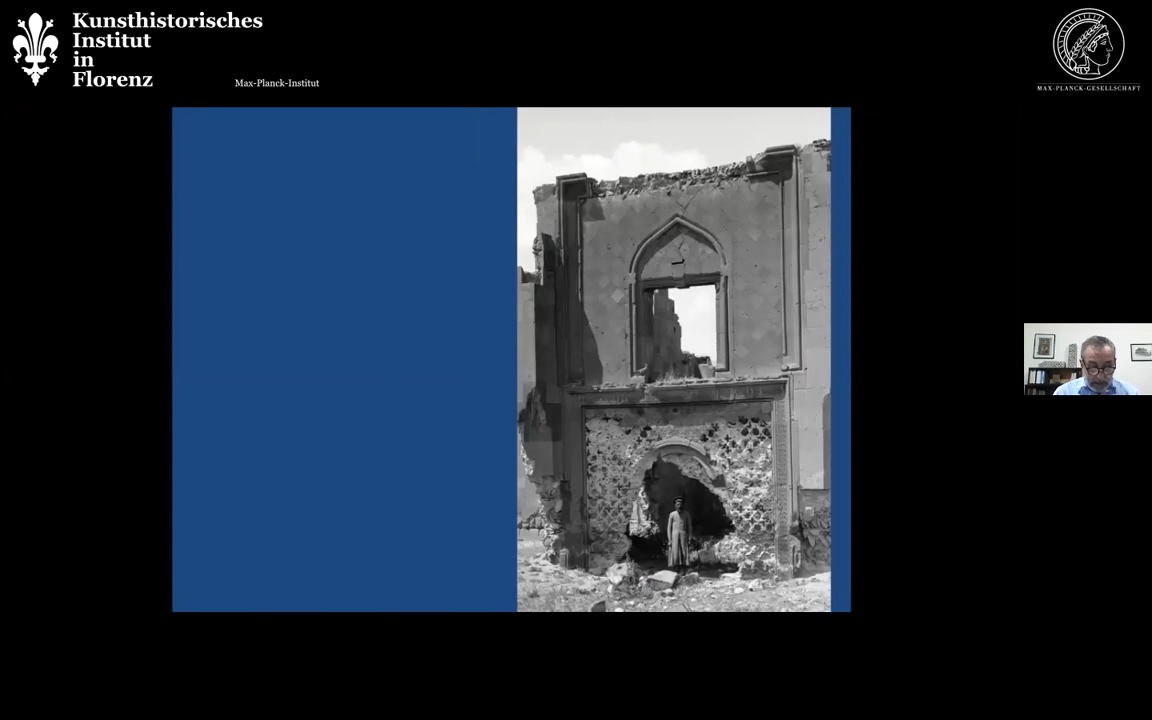 Kunsthistorisches
Institut
in
Florenz
Max-Planck-Institut
MAX-PLANCK-GESELLSCHAFT